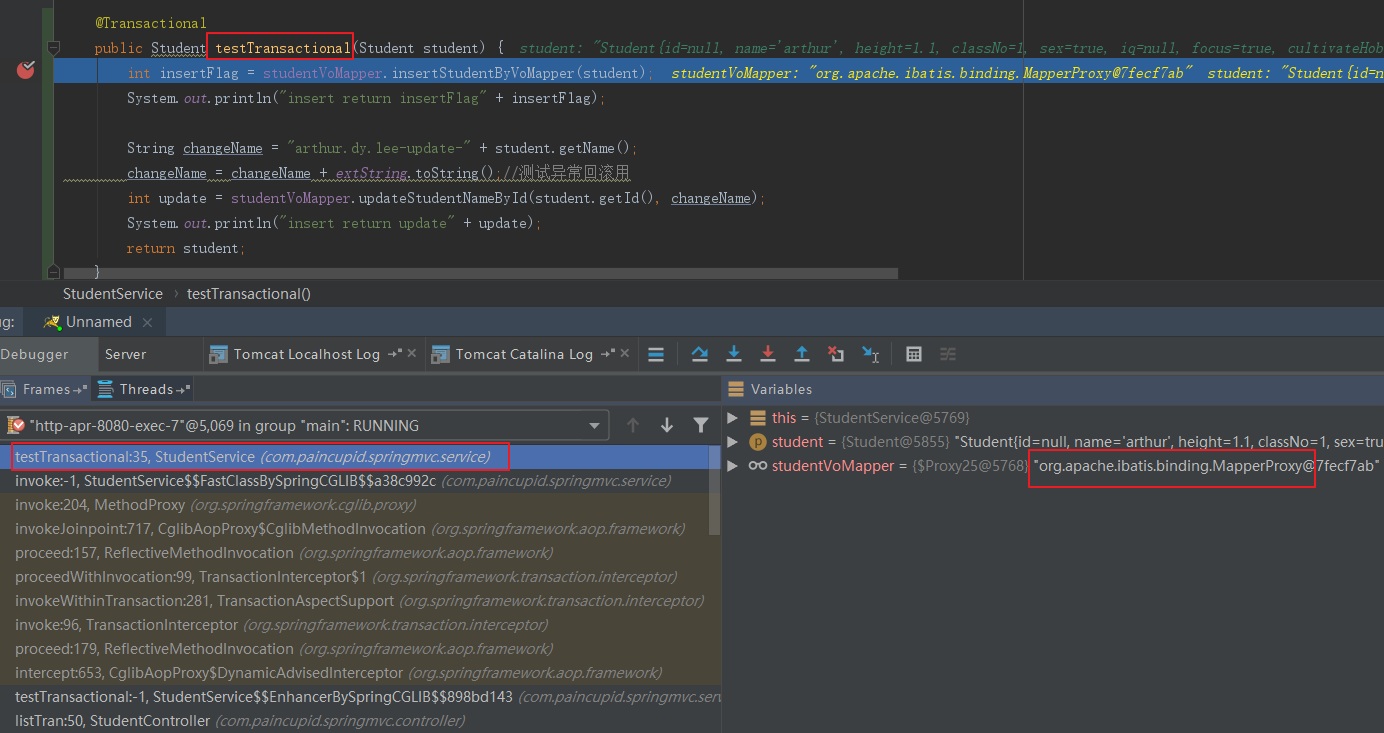 @Transactional
public Student testTransactional(Student student) { student: "Student{id=null, name='arthur', height=1.1, classNo=1, sex=true, iq=null, focus=true, cultivateHob
int insertFlag = studentVoMapper.insertStudentByVoMapper(student); studentVoMapper: "org.apache.ibatis.binding.MapperProxy@7fecf7ab" student: "Student{id=n
System.out.println("insert return insertFlag" + insertFlag);
String changeName = "arthur.dy.lee-update-" + student.getName();
changeName = changeName + extString.toString();//测试异常回滚用
int update = studentVoMapper.updateStudentNameById(student.getId(), changeName);
System.out.println("insert return update" + update);
return student;
}
StudentService › testTransactional()
ug: Unnamed
Debugger Server Tomcat Localhost Log Tomcat Catalina Log
Frames Threads Variables
"http-apr-8080-exec-7"@5,069 in group "main": RUNNING
testTransactional:35, StudentService (com.paincupid.springmvc.service)
invoke:-1, StudentService$$FastClassBySpringCGLIB$$a38c992c (com.paincupid.springmvc.service)
invoke:204, MethodProxy (org.springframework.cglib.proxy)
invokeJoinpoint:717, CglibAopProxy$CglibMethodInvocation (org.springframework.aop.framework)
proceed:157, ReflectiveMethodInvocation (org.springframework.aop.framework)
proceedWithInvocation:99, TransactionInterceptor$1 (org.springframework.transaction.interceptor)
invokeWithinTransaction:281, TransactionAspectSupport (org.springframework.transaction.interceptor)
invoke:96, TransactionInterceptor (org.springframework.transaction.interceptor)
proceed:179, ReflectiveMethodInvocation (org.springframework.aop.framework)
intercept:653, CglibAopProxy$DynamicAdvisedInterceptor (org.springframework.aop.framework)
testTransactional:-1, StudentService$$EnhancerBySpringCGLIB$$898bd143 (com.paincupid.springmvc.serv
listTran:50, StudentController (com.paincupid.springmvc.controller)
this = {StudentService@5769}
student = {Student@5855} "Student{id=null, name='arthur', height=1.1, classNo=1, sex=true
studentVoMapper = {$Proxy25@5768} "org.apache.ibatis.binding.MapperProxy@7fecf7ab"